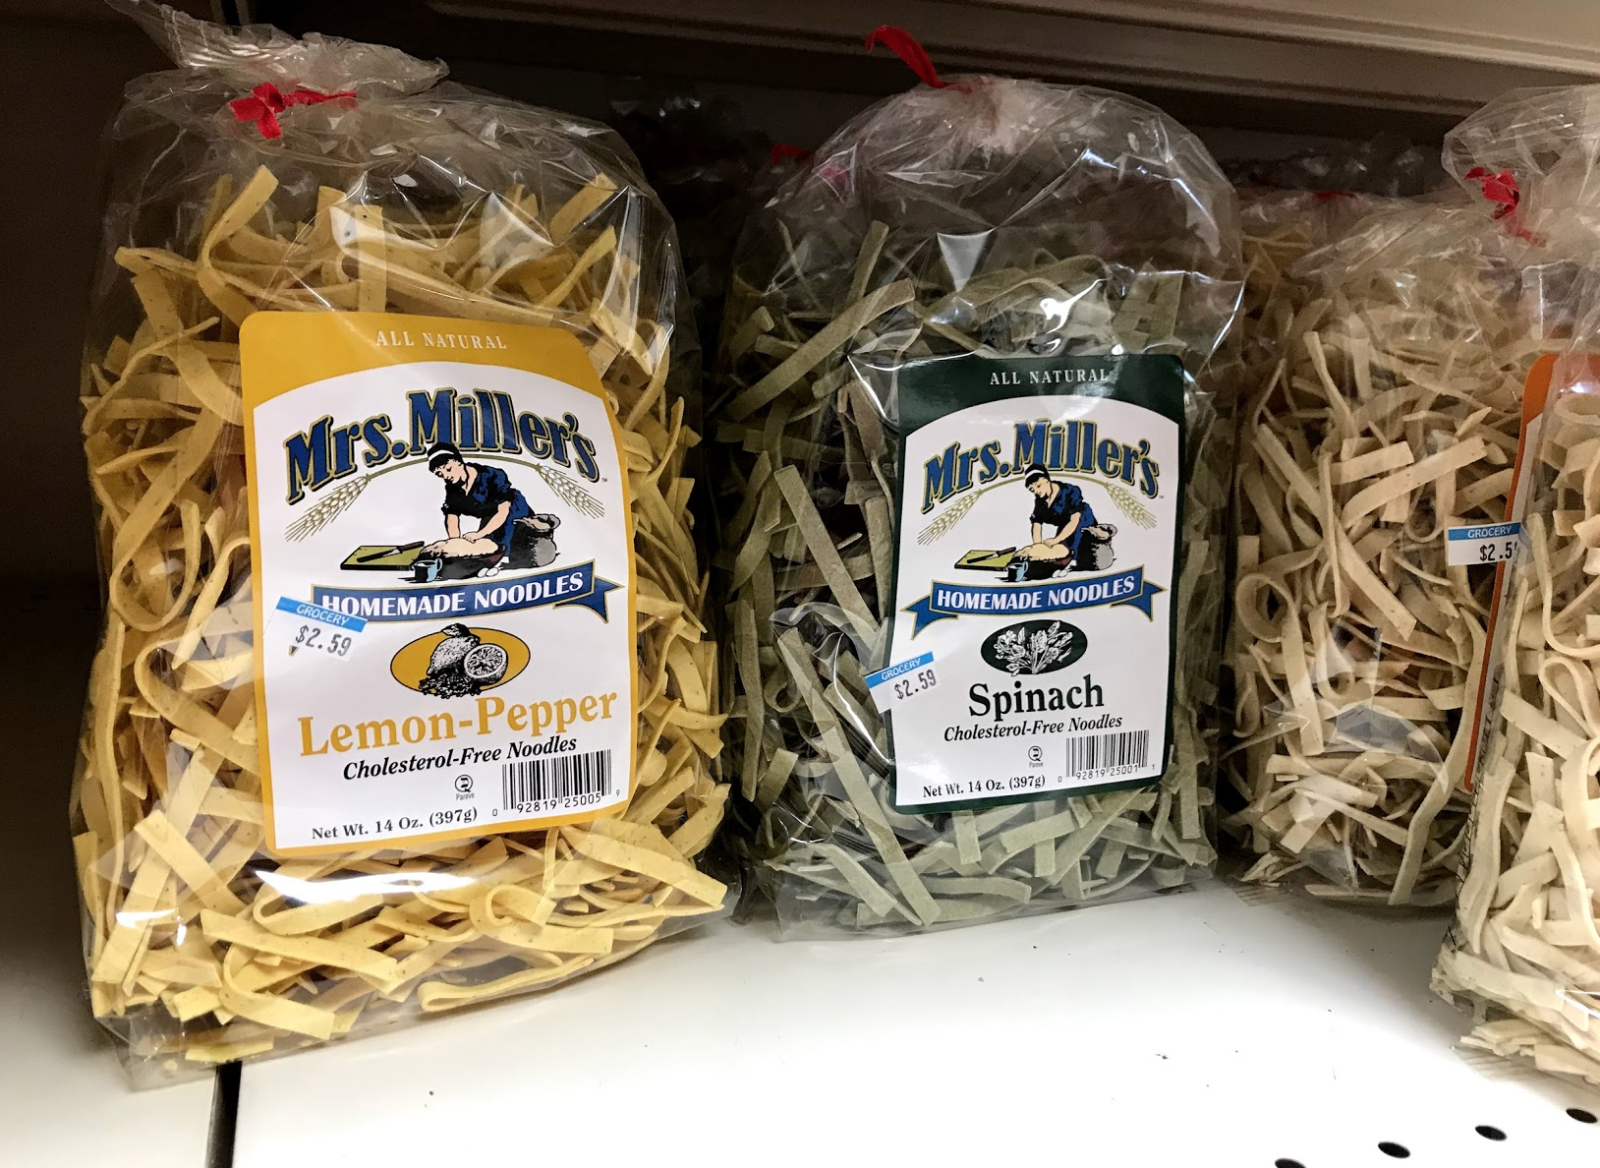 ALL NATURAL
Mrs. Miller's
HOMEMADE NOODLES
GROCERY
$2.59
Lemon-Pepper
Cholesterol-Free Noodles
Pareve
Net Wt. 14 Oz. (397g)
0 92819 25005 9
ALL NATURAL
Mrs. Miller's
HOMEMADE NOODLES
GROCERY
$2.59
Spinach
Cholesterol-Free Noodles
Pareve
Net Wt. 14 Oz. (397g)
0 92819 25001 1
GROCERY
$2.5